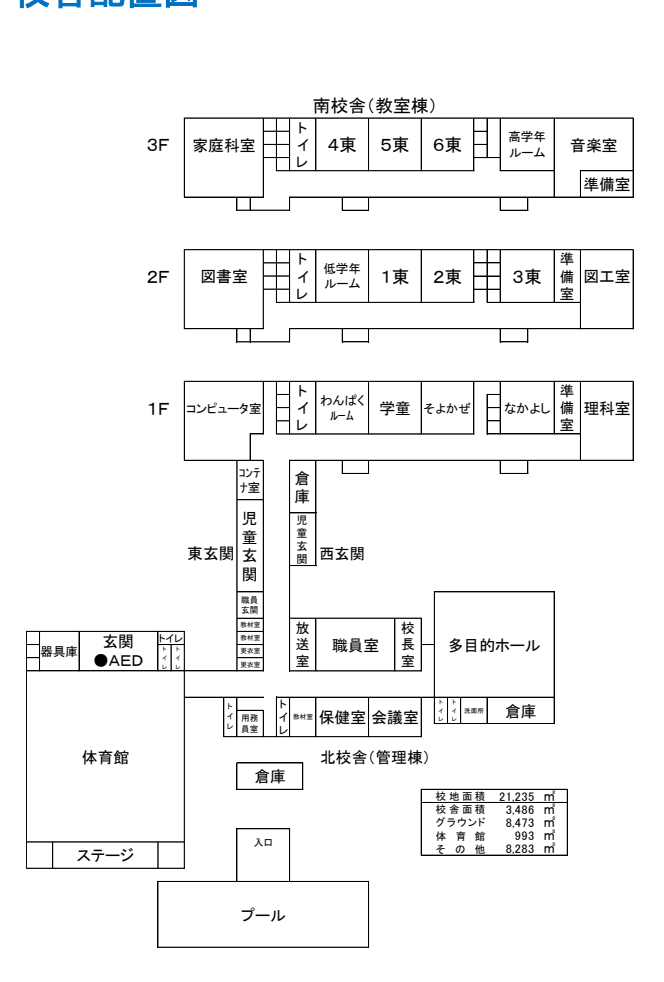 校舎配置図
南校舎（教室棟）
3F
家庭科室
トイレ
4東
5東
6東
高学年
ルーム
音楽室
準備室
2F
図書室
トイレ
低学年
ルーム
1東
2東
3東
準備室
図工室
1F
コンピュータ室
トイレ
わんぱく
ルーム
学童
そよかぜ
なかよし
準備室
理科室
コンテ
ナ室
倉庫
児童玄関
児童玄関
東玄関
西玄関
職員
玄関
教材室
教材室
更衣室
更衣室
放送室
職員室
校長室
多目的ホール
器具庫
玄関
●AED
トイレ
トイレ
トイレ
トイレ
用務
員室
トイレ
教材室
保健室
会議室
トイレ
トイレ
洗面所
倉庫
体育館
北校舎（管理棟）
倉庫
校地面積 21,235 ㎡
校舎面積 3,486 ㎡
グラウンド 8,473 ㎡
体育館 993 ㎡
その他 8,283 ㎡
ステージ
入口
プール